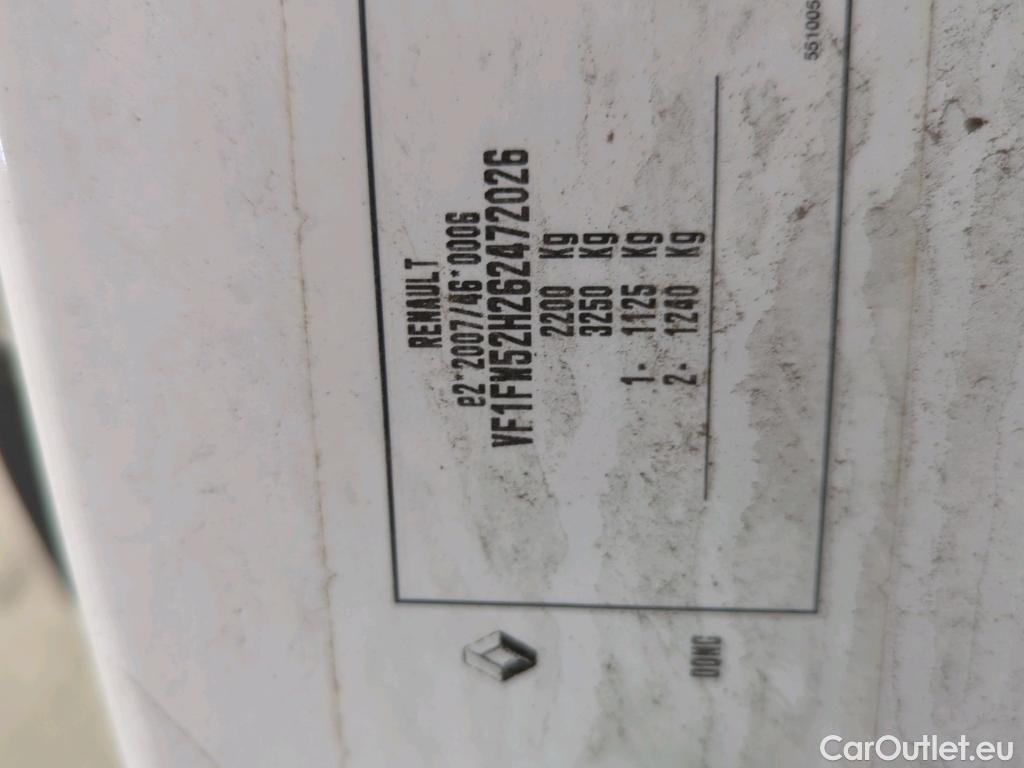 RENAULT
e2*2007/46*0006
VF1FW52H262472026
2200 Kg
3250 Kg
1- 1125 Kg
2- 1240 Kg
CarOutlet.eu